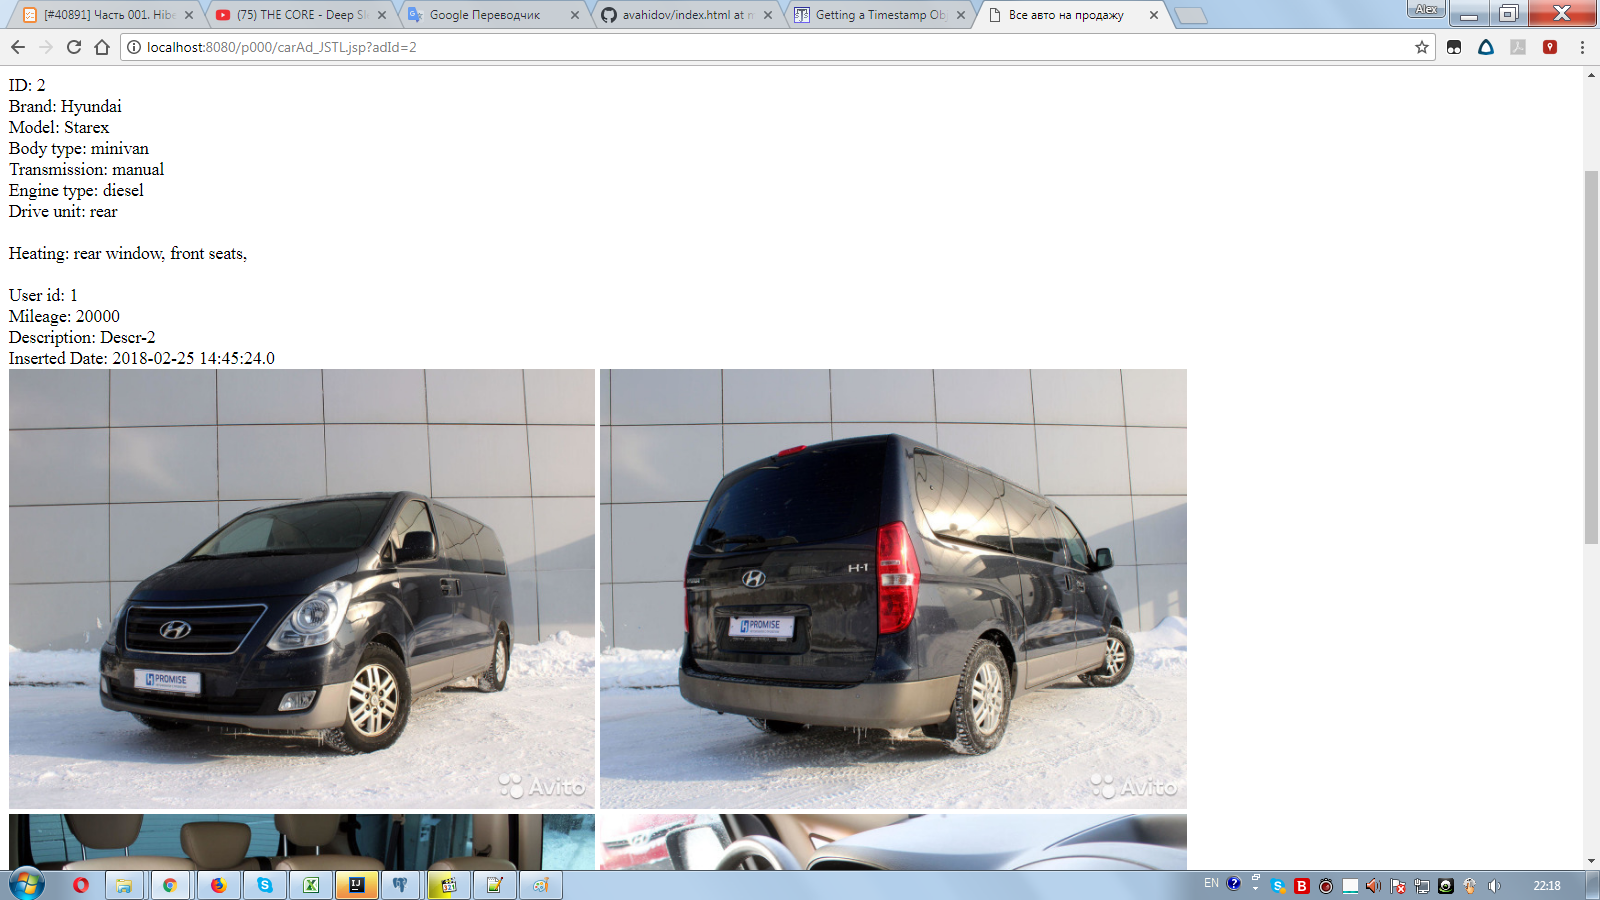 [#40891] Часть 001. Hibe
(75) THE CORE - Deep Sle
Google Переводчик
avahidov/index.html at m
Getting a Timestamp Obj
Все авто на продажу
Alex
localhost:8080/p000/carAd_JSTL.jsp?adId=2
ID: 2
Brand: Hyundai
Model: Starex
Body type: minivan
Transmission: manual
Engine type: diesel
Drive unit: rear
Heating: rear window, front seats,
User id: 1
Mileage: 20000
Description: Descr-2
Inserted Date: 2018-02-25 14:45:24.0
PROMISE
Avito
H-1
PROMISE
Avito
EN
22:18